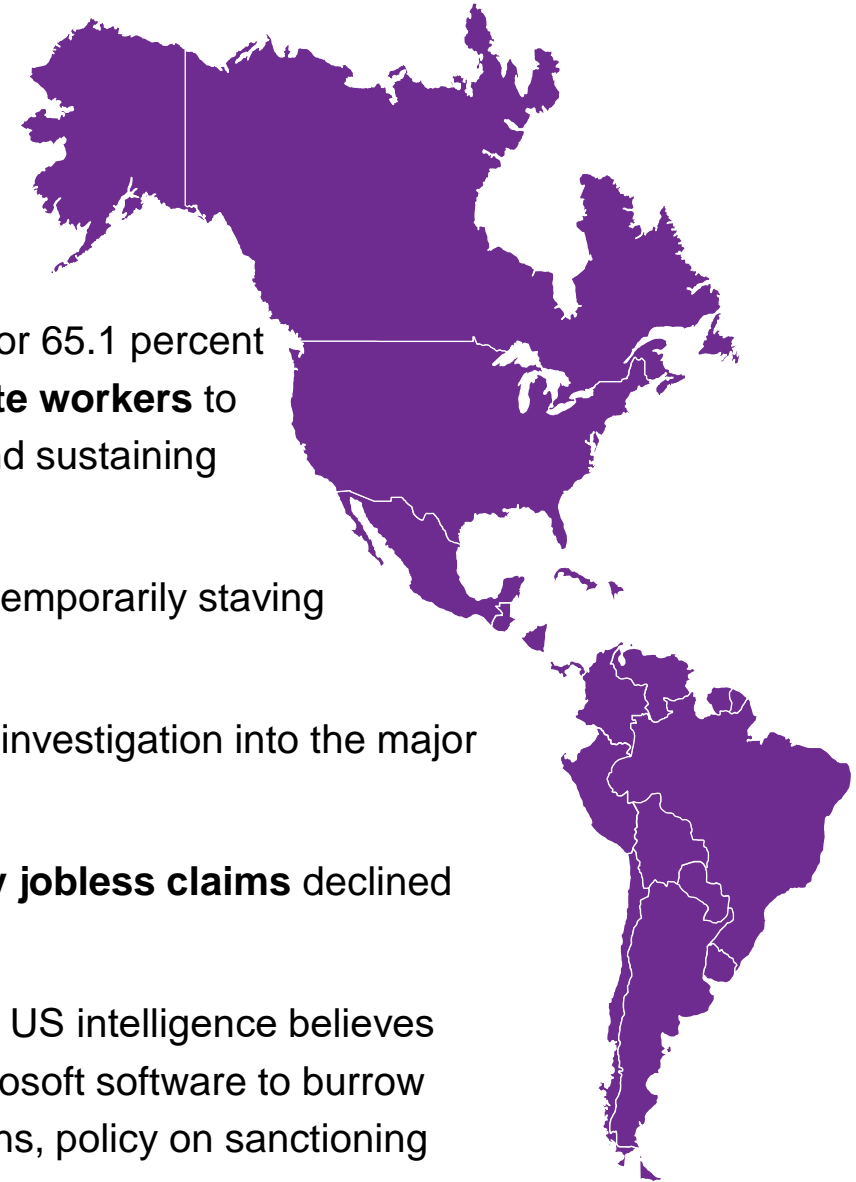 or 65.1 percent
te workers to
nd sustaining
emporarily staving
investigation into the major
y jobless claims declined
US intelligence believes
osoft software to burrow
ns, policy on sanctioning